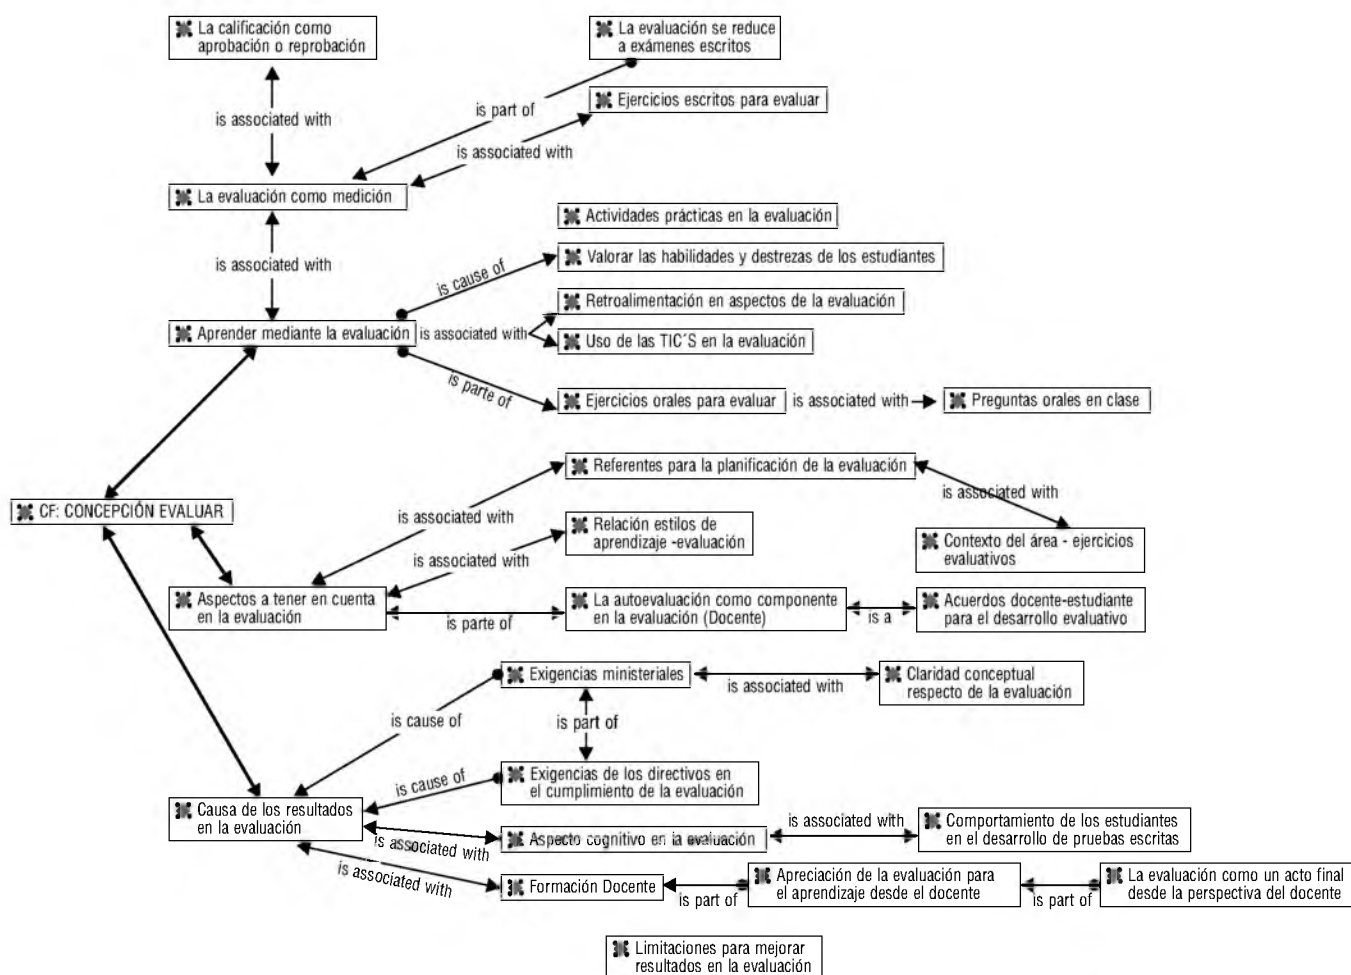 La calificación como
aprobación o reprobación
La evaluación se reduce
a exámenes escritos
is part of
Ejercicios escritos para evaluar
is associated with
is associated with
La evaluación como medición
Actividades prácticas en la evaluación
is associated with
is cause of
Valorar las habilidades y destrezas de los estudiantes
Retroalimentación en aspectos de la evaluación
Aprender mediante la evaluación
is associated with
Uso de las TIC´S en la evaluación
is parte of
Ejercicios orales para evaluar
is associated with
Preguntas orales en clase
Referentes para la planificación de la evaluación
is associated with
CF: CONCEPCIÓN EVALUAR
is associated with
Relación estilos de
aprendizaje -evaluación
Contexto del área - ejercicios
evaluativos
is associated with
Aspectos a tener en cuenta
en la evaluación
is parte of
La autoevaluación como componente
en la evaluación (Docente)
is a
Acuerdos docente-estudiante
para el desarrollo evaluativo
Exigencias ministeriales
is associated with
Claridad conceptual
respecto de la evaluación
is cause of
is part of
Exigencias de los directivos en
el cumplimiento de la evaluación
is cause of
Causa de los resultados
en la evaluación
is associated with
Aspecto cognitivo en la evaluación
is associated with
Comportamiento de los estudiantes
en el desarrollo de pruebas escritas
is associated with
Formación Docente
is part of
Apreciación de la evaluación para
el aprendizaje desde el docente
is part of
La evaluación como un acto final
desde la perspectiva del docente
Limitaciones para mejorar
resultados en la evaluación